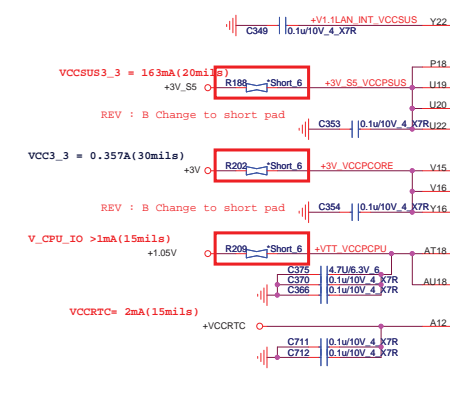 +V1.1LAN_INT_VCCSUS Y22
C349 0.1u/10V_4_X7R
P18
VCCSUS3_3 = 163mA(20mils)
+3V_S5 R188 *Short_6 +3V_S5_VCCPSUS U19
U20
REV : B Change to short pad
C353 0.1u/10V_4_X7R U22
VCC3_3 = 0.357A(30mils)
+3V R202 *Short_6 +3V_VCCPCORE V15
V16
REV : B Change to short pad C354 0.1u/10V_4_X7R Y16
V_CPU_IO >1mA(15mils)
+1.05V R209 *Short_6 +VTT_VCCPCPU AT18
C375 4.7U/6.3V_6
C370 0.1u/10V_4_X7R AU18
C366 0.1u/10V_4_X7R
VCCRTC= 2mA(15mils)
+VCCRTC A12
C711 0.1u/10V_4_X7R
C712 0.1u/10V_4_X7R